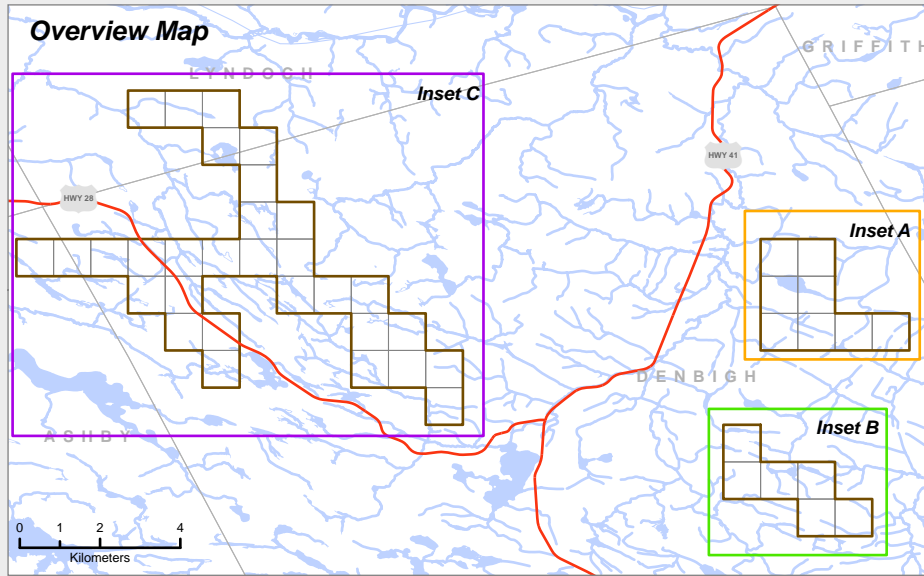 Overview Map
GRIFFITH
LYNDOCH
Inset C
HWY 41
HWY 28
Inset A
DENBIGH
Inset B
ASHBY
0 1 2 4
Kilometers